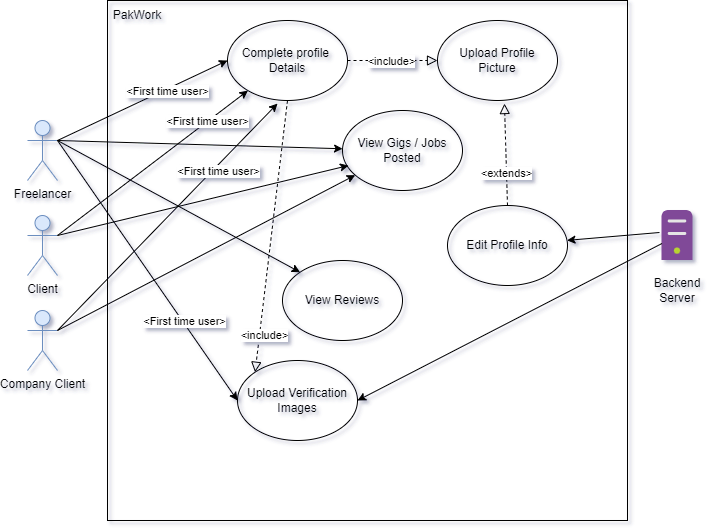 PakWork
Complete profile
Details
<include>
Upload Profile
Picture
<First time user>
<First time user>
Freelancer
View Gigs / Jobs
Posted
<First time user>
<extends>
Client
Edit Profile Info
Backend
Server
View Reviews
<First time user>
<include>
Company Client
Upload Verification
Images